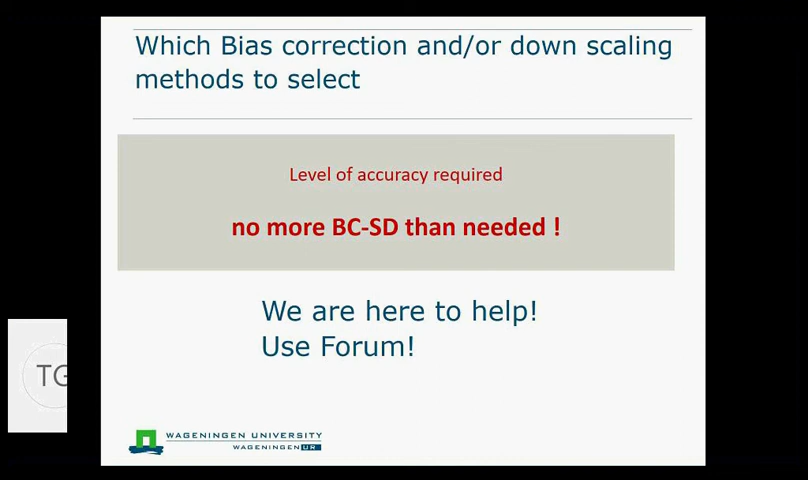 Which Bias correction and/or down scaling
methods to select
Level of accuracy required
no more BC-SD than needed !
We are here to help!
Use Forum!
TG
WAGENINGEN UNIVERSITY
WAGENINGEN UR